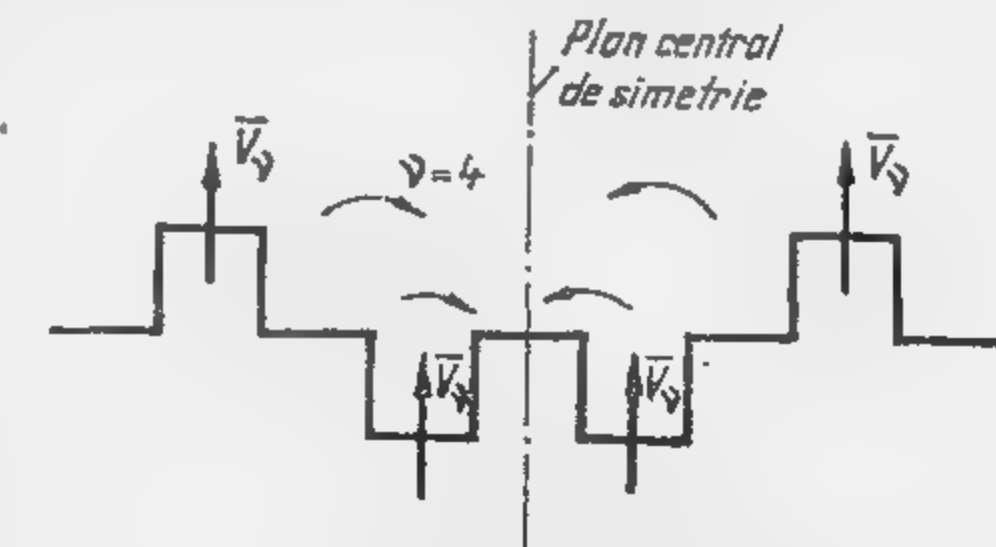 Plan central
de simetrie
V̅ᵥ
ν=4
V̅ᵥ
V̅ᵥ
V̅ᵥ